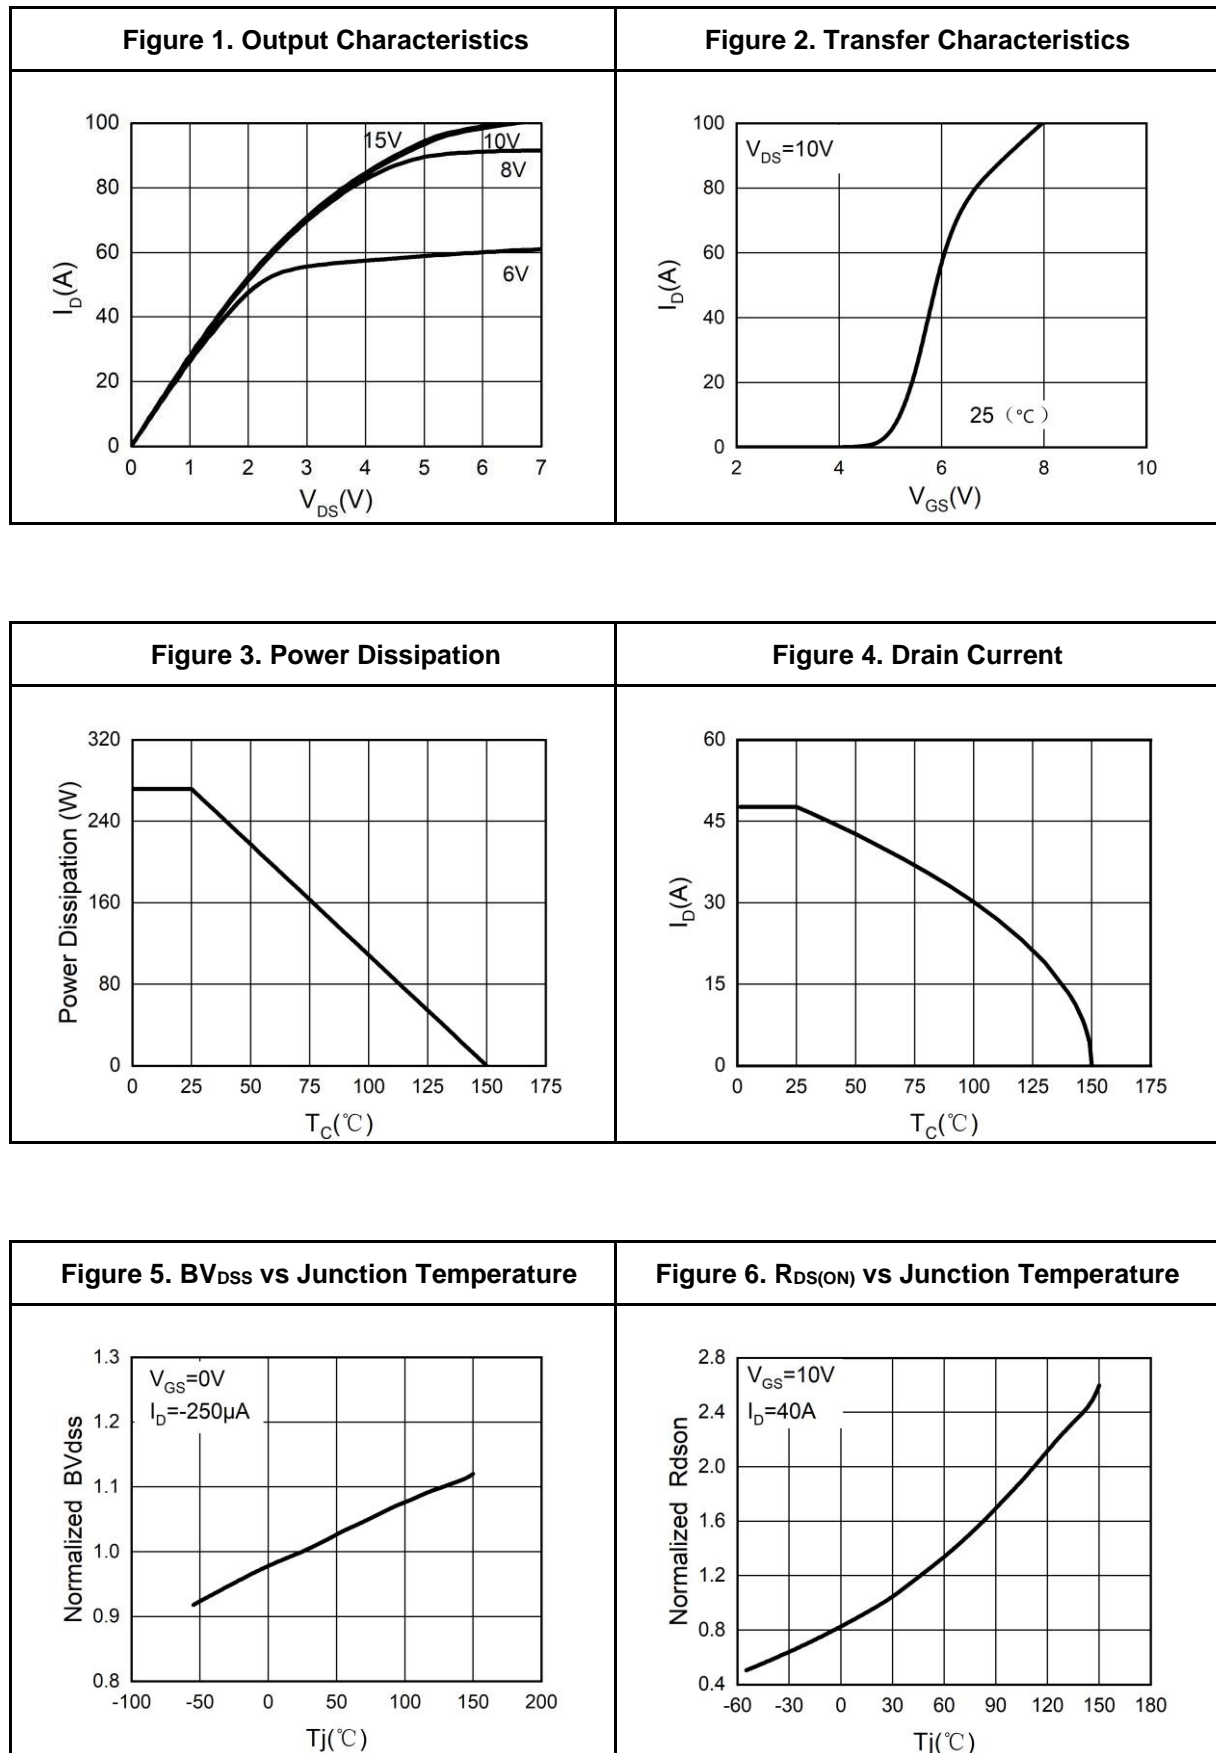 Figure 1. Output Characteristics
Figure 2. Transfer Characteristics
100
80
60
40
20
0
I_D(A)
15V
10V
8V
6V
0 1 2 3 4 5 6 7
V_DS(V)
100
80
60
40
20
0
I_D(A)
V_DS=10V
25（℃）
2 4 6 8 10
V_GS(V)
Figure 3. Power Dissipation
Figure 4. Drain Current
320
240
160
80
0
Power Dissipation (W)
0 25 50 75 100 125 150 175
T_C(℃)
60
45
30
15
0
I_D(A)
0 25 50 75 100 125 150 175
T_C(℃)
Figure 5. BV_DSS vs Junction Temperature
Figure 6. R_DS(ON) vs Junction Temperature
1.3
1.2
1.1
1.0
0.9
0.8
Normalized BVdss
V_GS=0V
I_D=-250μA
-100 -50 0 50 100 150 200
Tj(℃)
2.8
2.4
2.0
1.6
1.2
0.8
0.4
Normalized Rdson
V_GS=10V
I_D=40A
-60 -30 0 30 60 90 120 150 180
Tj(℃)